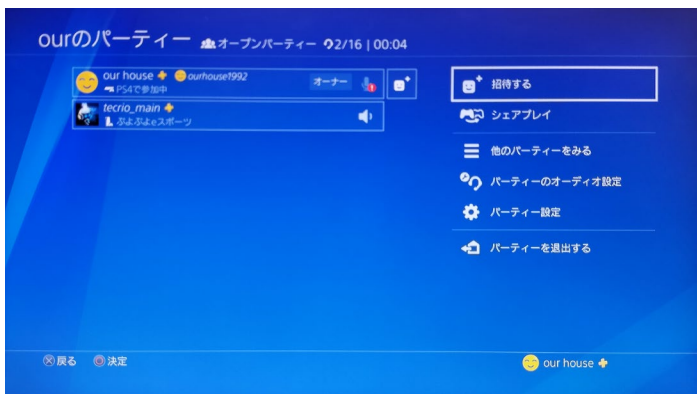 ourのパーティー オープンパーティー 2/16 | 00:04
our house ourhouse1992 オーナー
PS4で参加中
tecrio_main
ぷよぷよeスポーツ
招待する
シェアプレイ
他のパーティーをみる
パーティーのオーディオ設定
パーティー設定
パーティーを退出する
戻る 決定
our house